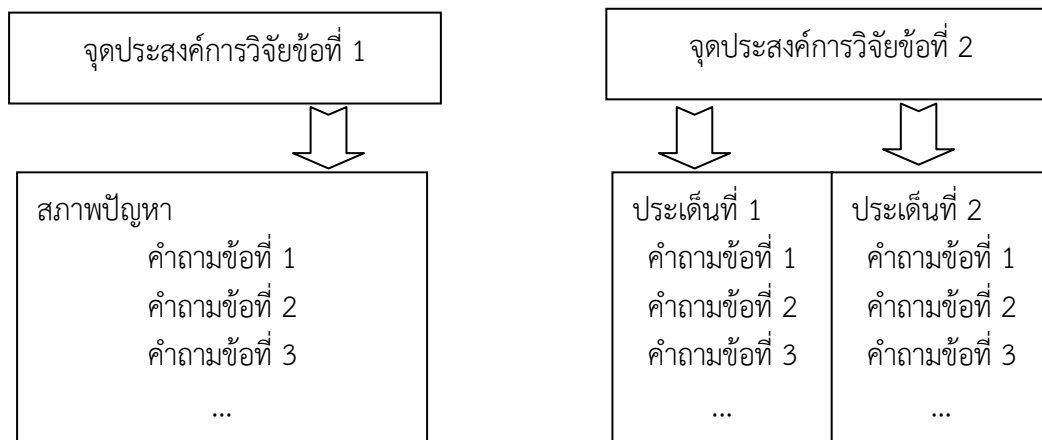 จุดประสงค์การวิจัยข้อที่ 1
สภาพปัญหา
คำถามข้อที่ 1
คำถามข้อที่ 2
คำถามข้อที่ 3
...
จุดประสงค์การวิจัยข้อที่ 2
ประเด็นที่ 1
คำถามข้อที่ 1
คำถามข้อที่ 2
คำถามข้อที่ 3
...
ประเด็นที่ 2
คำถามข้อที่ 1
คำถามข้อที่ 2
คำถามข้อที่ 3
...